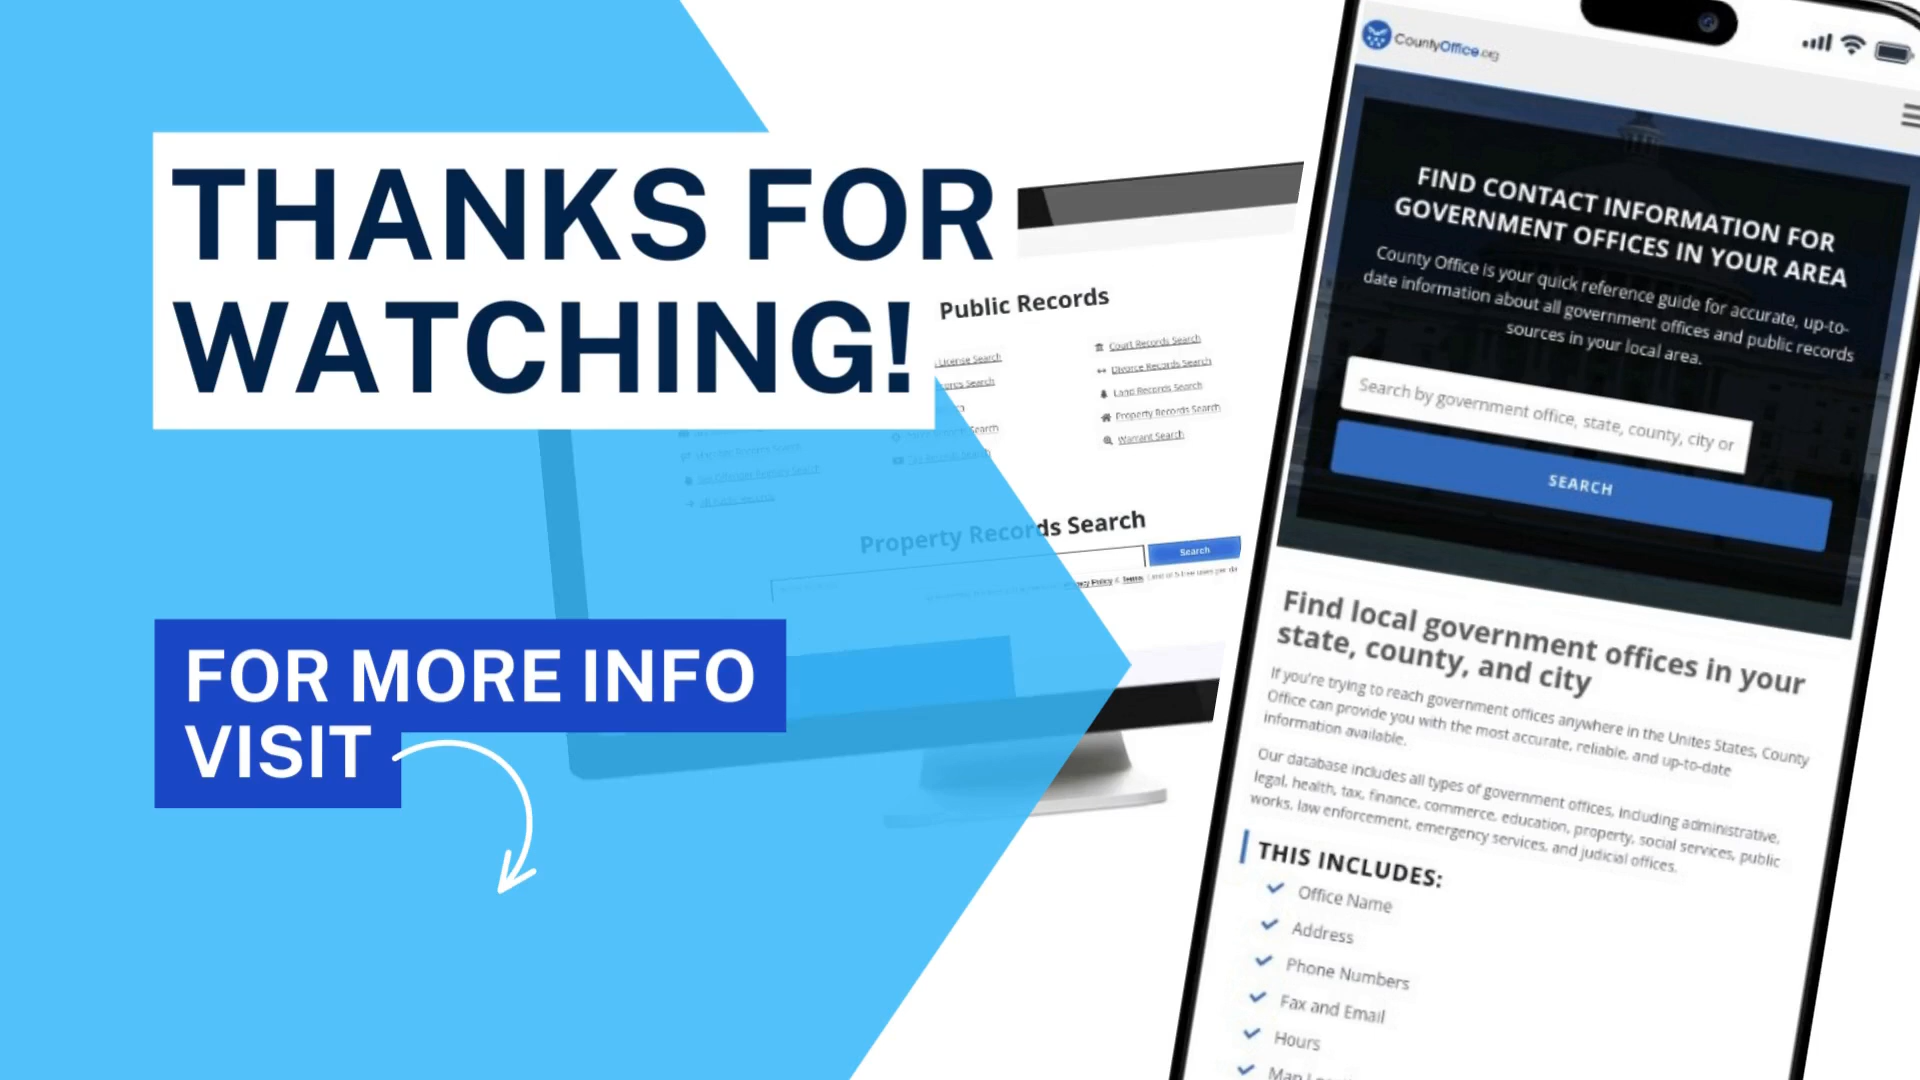 THANKS FOR
WATCHING!
FOR MORE INFO
VISIT
Public Records
License Search
Search
Search
Court Records Search
Divorce Records Search
Land Records Search
Property Records Search
Warrant Search
Property Records Search
Search
Privacy Policy & Terms
CountyOffice.org
FIND CONTACT INFORMATION FOR
GOVERNMENT OFFICES IN YOUR AREA
County Office is your quick reference guide for accurate, up-to-
date information about all government offices and public records
sources in your local area.
Search by government office, state, county, city or
SEARCH
Find local government offices in your
state, county, and city
If you're trying to reach government offices anywhere in the Unites States, County
Office can provide you with the most accurate, reliable, and up-to-date
information available.
Our database includes all types of government offices, including administrative,
legal, health, tax, finance, commerce, education, property, social services, public
works, law enforcement, emergency services, and judicial offices.
THIS INCLUDES:
Office Name
Address
Phone Numbers
Fax and Email
Hours